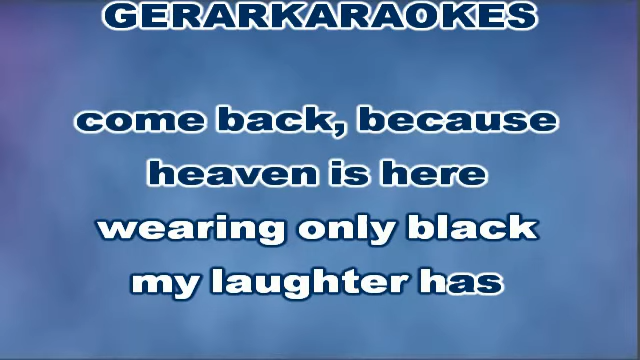 GERARKARAOKES
come back, because
heaven is here
wearing only black
my laughter has